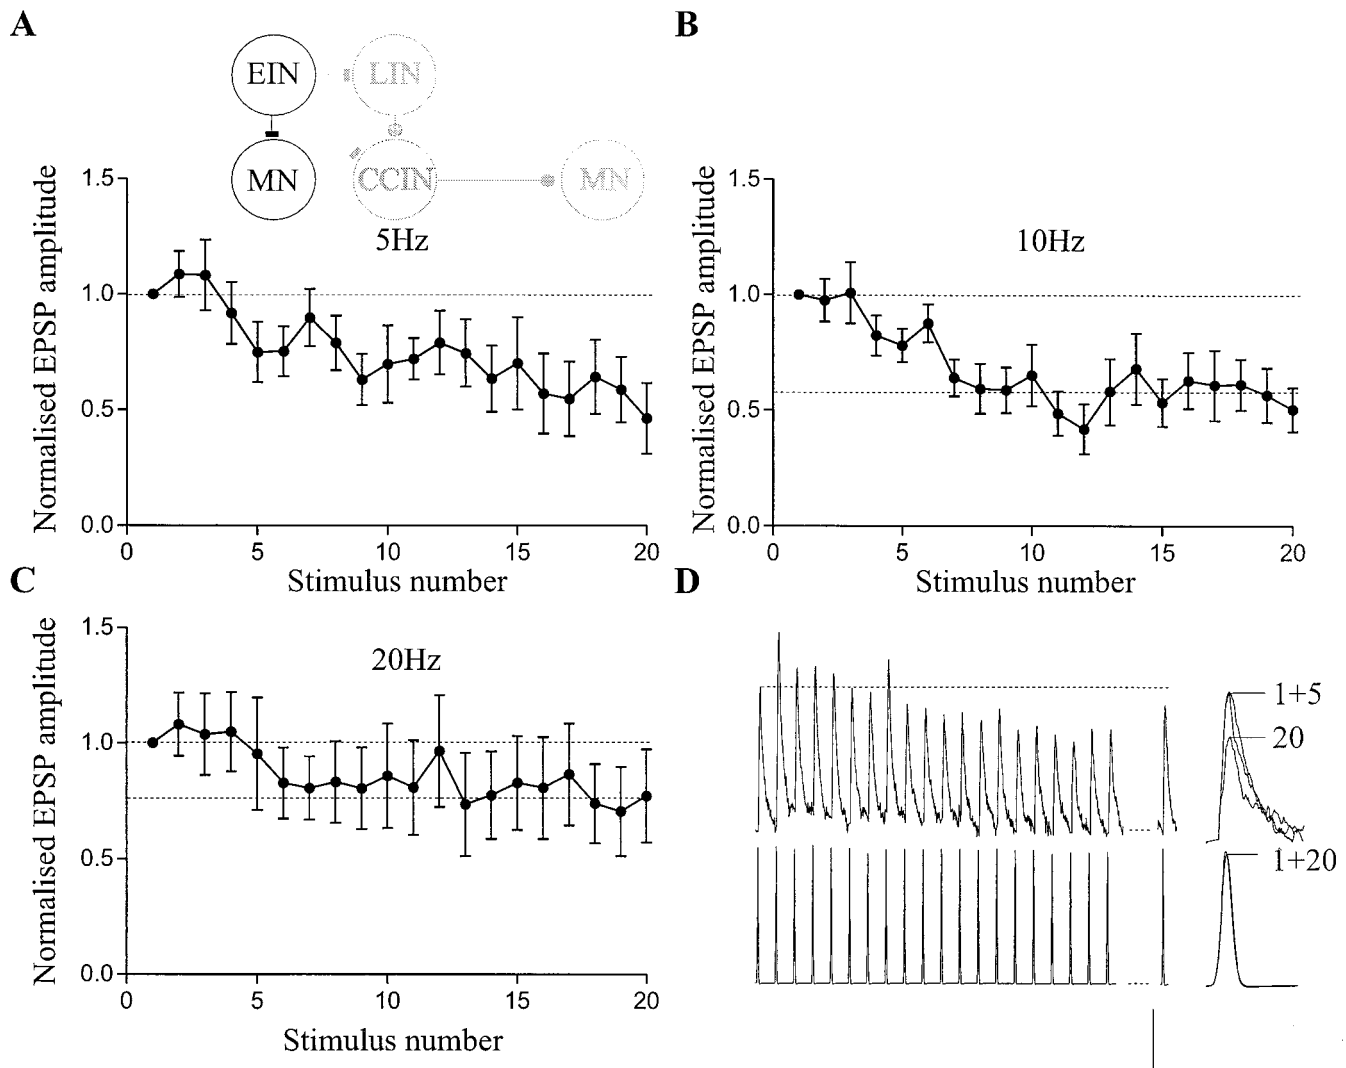 A
B
EIN
LIN
MN
CCIN
MN
Normalised EPSP amplitude
1.5
1.0
0.5
0.0
5Hz
0 5 10 15 20
Stimulus number
Normalised EPSP amplitude
1.5
1.0
0.5
0.0
10Hz
0 5 10 15 20
Stimulus number
C
D
Normalised EPSP amplitude
1.5
1.0
0.5
0.0
20Hz
0 5 10 15 20
Stimulus number
1+5
20
1+20